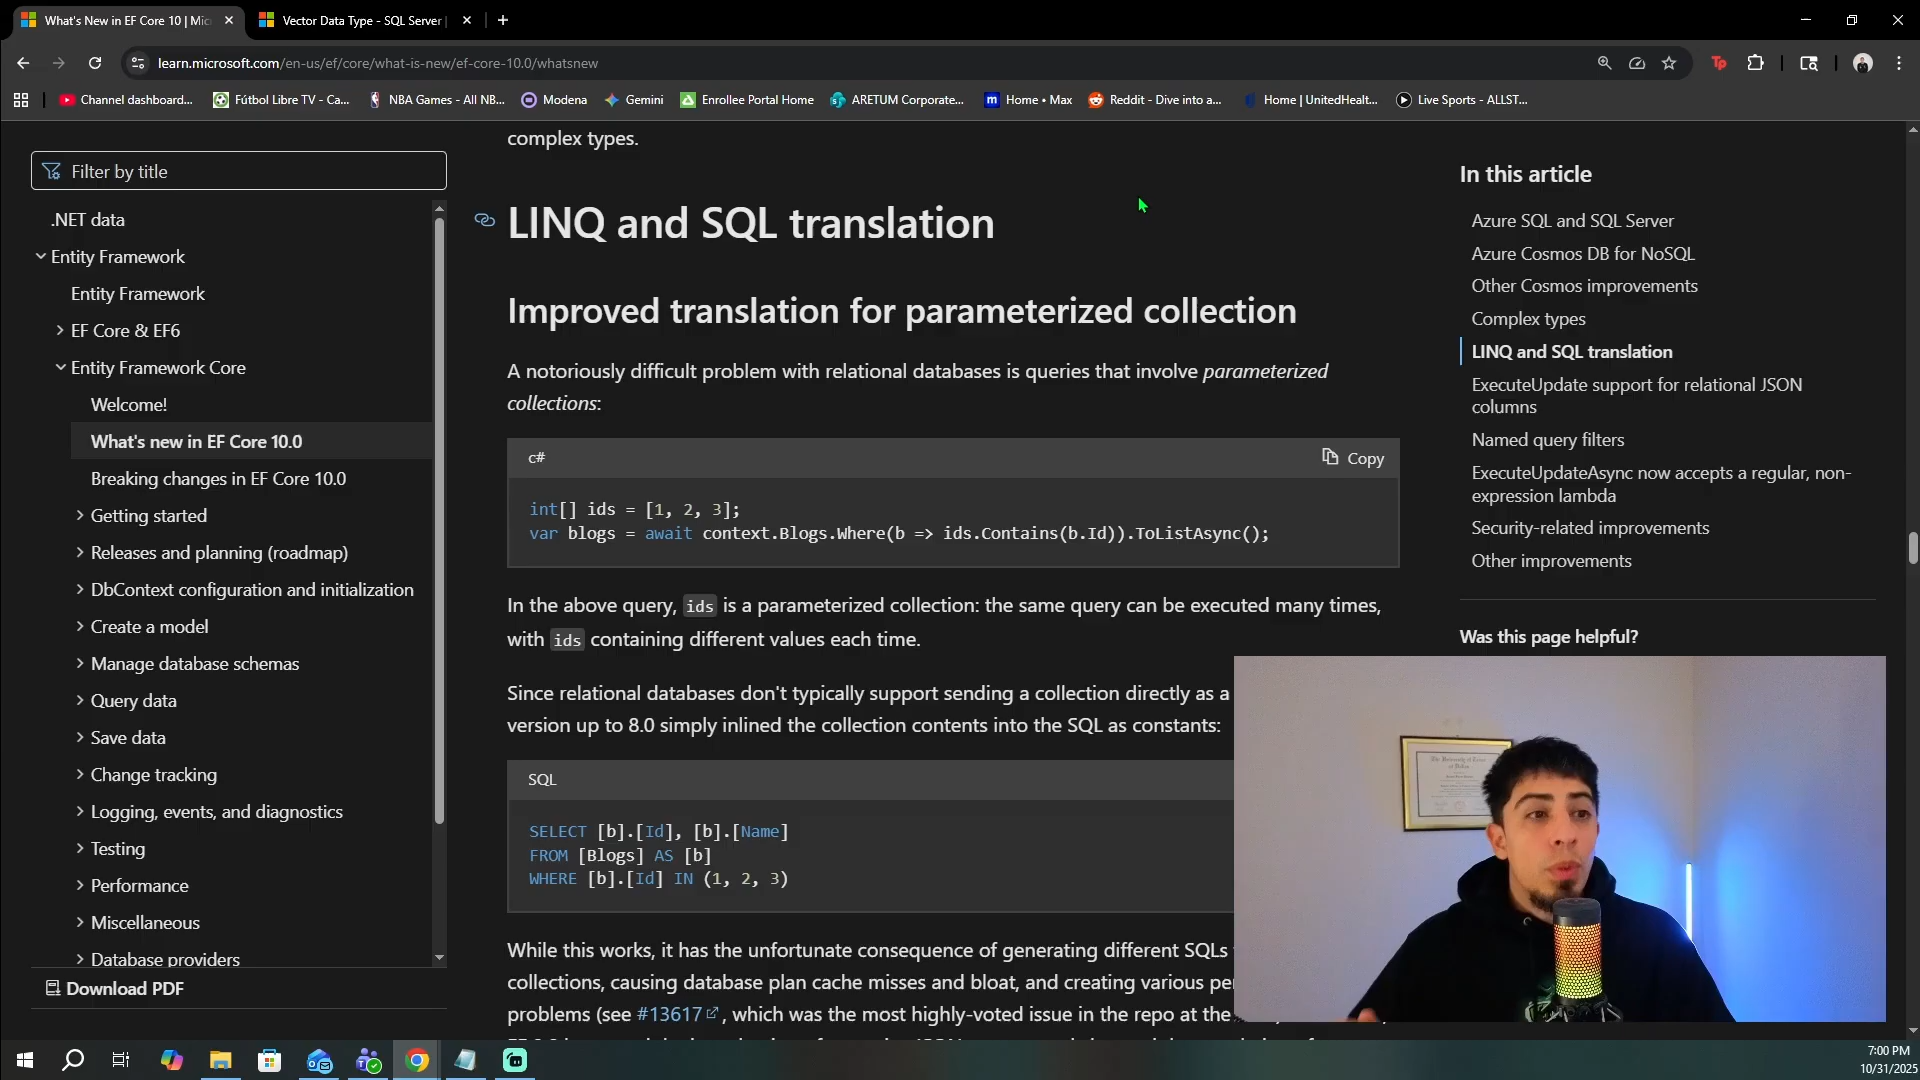 What's New in EF Core 10 | Mic
Vector Data Type - SQL Server |
learn.microsoft.com/en-us/ef/core/what-is-new/ef-core-10.0/whatsnew
Channel dashboard...
Fútbol Libre TV - Ca...
NBA Games - All NB...
Modena
Gemini
Enrollee Portal Home
ARETUM Corporate...
Home • Max
Reddit - Dive into a...
Home | UnitedHealt...
Live Sports - ALLST...
Filter by title
.NET data
Entity Framework
Entity Framework
EF Core & EF6
Entity Framework Core
Welcome!
What's new in EF Core 10.0
Breaking changes in EF Core 10.0
Getting started
Releases and planning (roadmap)
DbContext configuration and initialization
Create a model
Manage database schemas
Query data
Save data
Change tracking
Logging, events, and diagnostics
Testing
Performance
Miscellaneous
Database providers
Download PDF
complex types.
LINQ and SQL translation
Improved translation for parameterized collection
A notoriously difficult problem with relational databases is queries that involve parameterized
collections:
c#
Copy
int[] ids = [1, 2, 3];
var blogs = await context.Blogs.Where(b => ids.Contains(b.Id)).ToListAsync();
In the above query, ids is a parameterized collection: the same query can be executed many times,
with ids containing different values each time.
Since relational databases don't typically support sending a collection directly as a
version up to 8.0 simply inlined the collection contents into the SQL as constants:
SQL
SELECT [b].[Id], [b].[Name]
FROM [Blogs] AS [b]
WHERE [b].[Id] IN (1, 2, 3)
While this works, it has the unfortunate consequence of generating different SQLs
collections, causing database plan cache misses and bloat, and creating various pe
problems (see #13617, which was the most highly-voted issue in the repo at the
In this article
Azure SQL and SQL Server
Azure Cosmos DB for NoSQL
Other Cosmos improvements
Complex types
LINQ and SQL translation
ExecuteUpdate support for relational JSON
columns
Named query filters
ExecuteUpdateAsync now accepts a regular, non-
expression lambda
Security-related improvements
Other improvements
Was this page helpful?
7:00 PM
10/31/2025